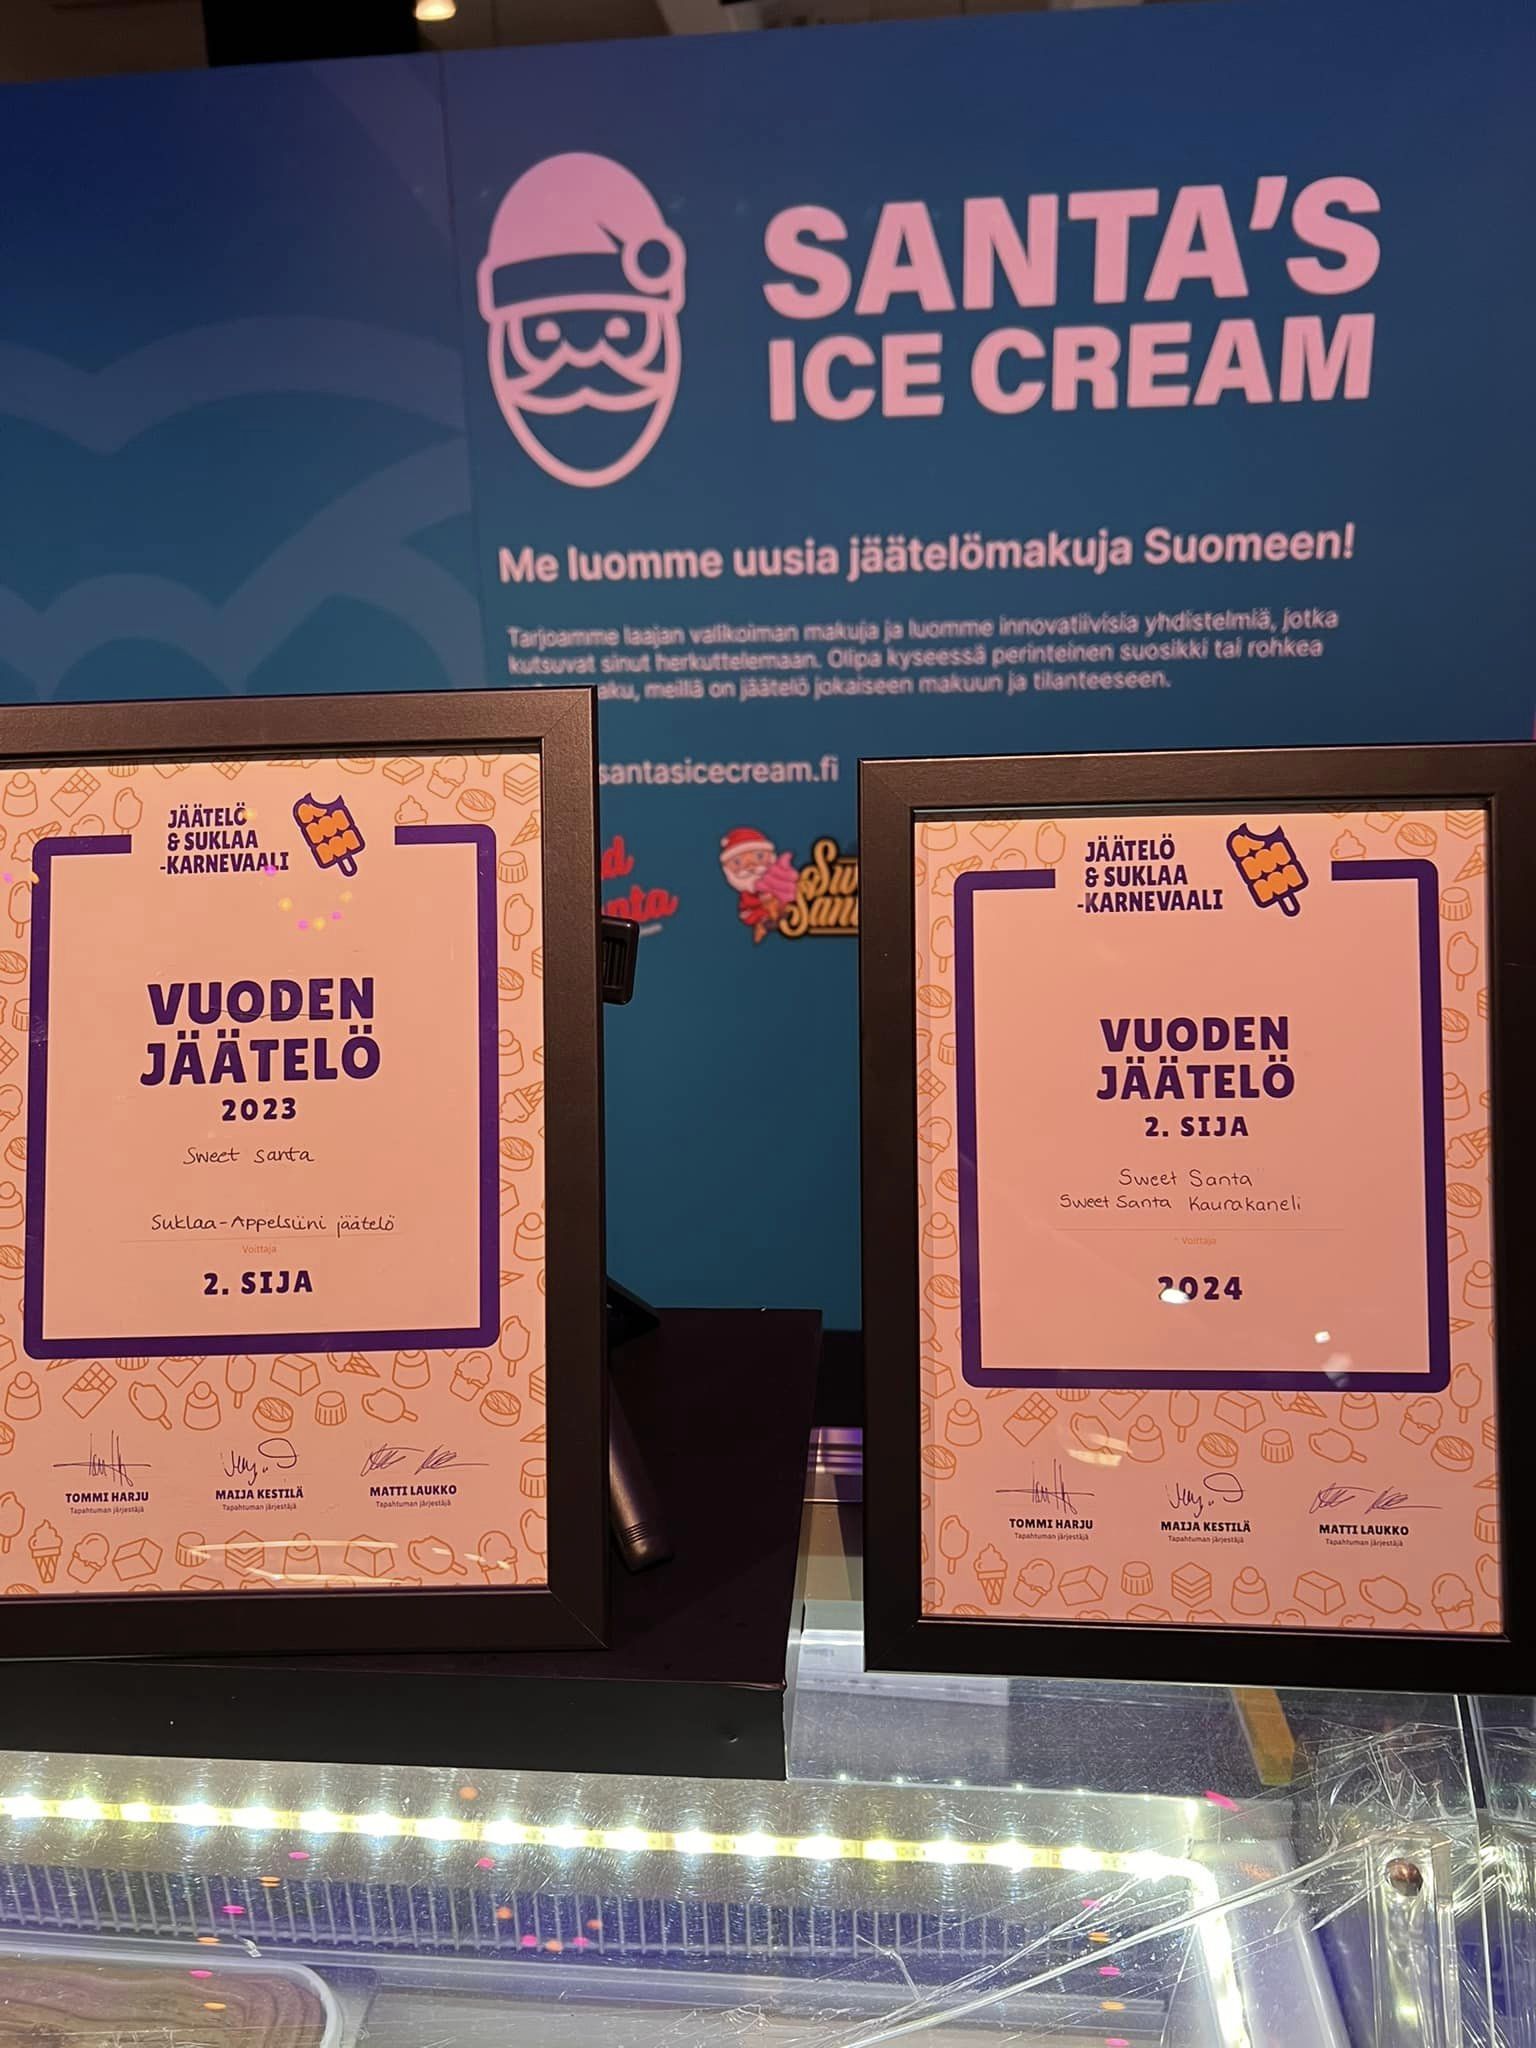 SANTA'S
ICE CREAM
Me luomme uusia jäätelömakuja Suomeen!
Tarjoamme laajan valikoiman makuja ja luomme innovatiivisia yhdistelmiä, jotka
kutsuvat sinut herkuttelemaan. Olipa kyseessä perinteinen suosikki tai rohkea
meillä on jäätelö jokaiseen makuun ja tilanteeseen.
santasicecream.fi
JÄÄTELÖ
& SUKLAA
-KARNEVAALI
VUODEN
JÄÄTELÖ
2023
Sweet santa
Suklaa-Appelsiini jäätelö
Voittaja
2. SIJA
TOMMI HARJU
Tapahtuman järjestäjä
MAIJA KESTILÄ
Tapahtuman järjestäjä
MATTI LAUKKO
Tapahtuman järjestäjä
JÄÄTELÖ
& SUKLAA
-KARNEVAALI
VUODEN
JÄÄTELÖ
2. SIJA
Sweet Santa
Sweet Santa Kaurakaneli
Voittaja
2024
TOMMI HARJU
Tapahtuman järjestäjä
MAIJA KESTILÄ
Tapahtuman järjestäjä
MATTI LAUKKO
Tapahtuman järjestäjä